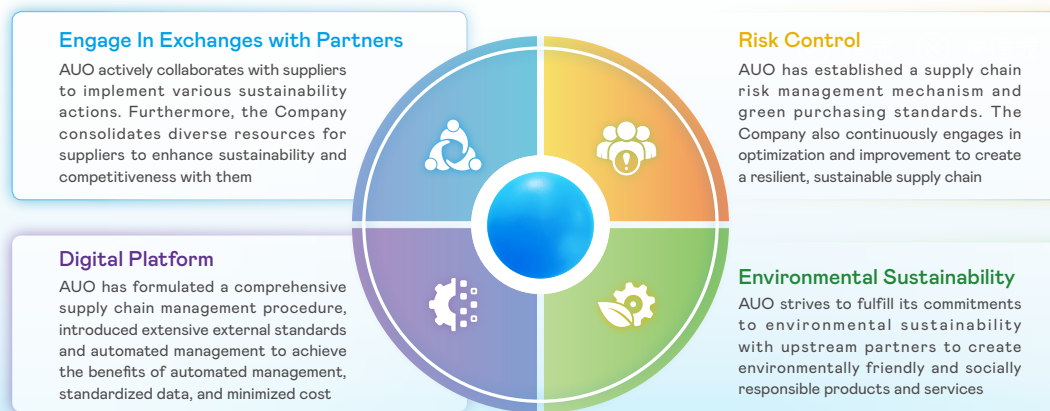 Engage In Exchanges with Partners
AUO actively collaborates with suppliers
to implement various sustainability
actions. Furthermore, the Company
consolidates diverse resources for
suppliers to enhance sustainability and
competitiveness with them
Risk Control
AUO has established a supply chain
risk management mechanism and
green purchasing standards. The
Company also continuously engages in
optimization and improvement to create
a resilient, sustainable supply chain
Digital Platform
AUO has formulated a comprehensive
supply chain management procedure,
introduced extensive external standards
and automated management to achieve
the benefits of automated management,
standardized data, and minimized cost
Environmental Sustainability
AUO strives to fulfill its commitments
to environmental sustainability
with upstream partners to create
environmentally friendly and socially
responsible products and services